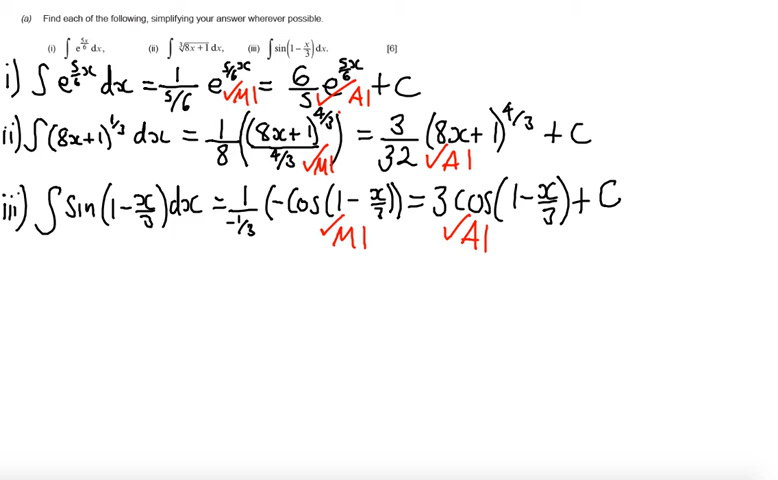 (a) Find each of the following, simplifying your answer wherever possible.
(i) ∫ e^(5x/6) dx, (ii) ∫ ∛(8x + 1) dx, (iii) ∫ sin(1 − x/3) dx. [6]
i) ∫ e^(5/6 x) dx = 1/(5/6) e^(5/6 x) ✓M1 = 6/5 e^(5/6 x) ✓A1 + C
ii) ∫ (8x+1)^(1/3) dx = 1/8 ((8x+1)^(4/3) / (4/3)) ✓M1 = 3/32 (8x+1)^(4/3) ✓A1 + C
iii) ∫ sin(1 − x/3) dx = 1/(−1/3) (−cos(1 − x/3)) ✓M1 = 3 cos(1 − x/3) ✓A1 + C